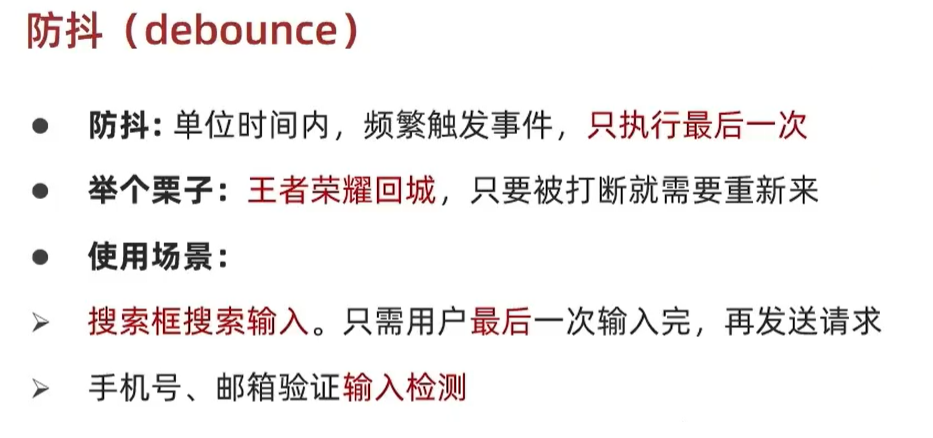 防抖（debounce）
● 防抖：单位时间内，频繁触发事件，只执行最后一次
● 举个栗子：王者荣耀回城，只要被打断就需要重新来
● 使用场景：
➢ 搜索框搜索输入。只需用户最后一次输入完，再发送请求
➢ 手机号、邮箱验证输入检测